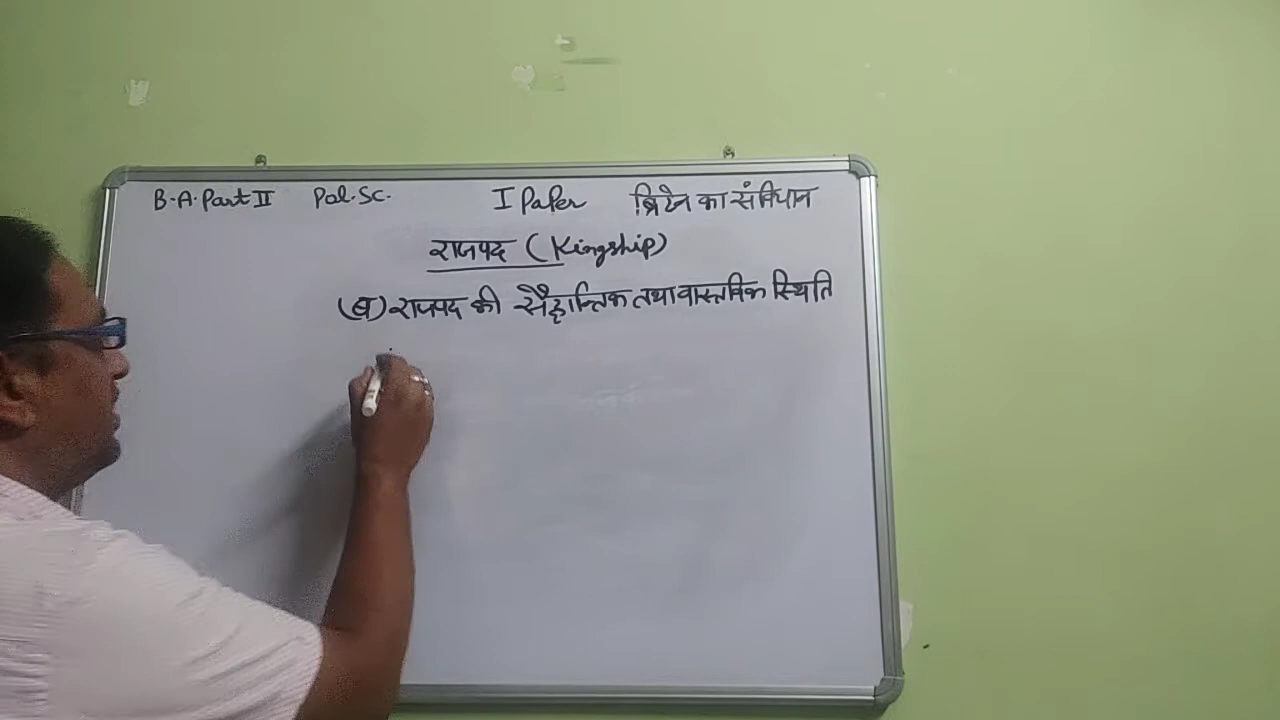 B.A. Part II Pol. Sc. I Paper ब्रिटेन का संविधान
राजपद (Kingship)
(ब) राजपद की सैद्धान्तिक तथा वास्तविक स्थिति